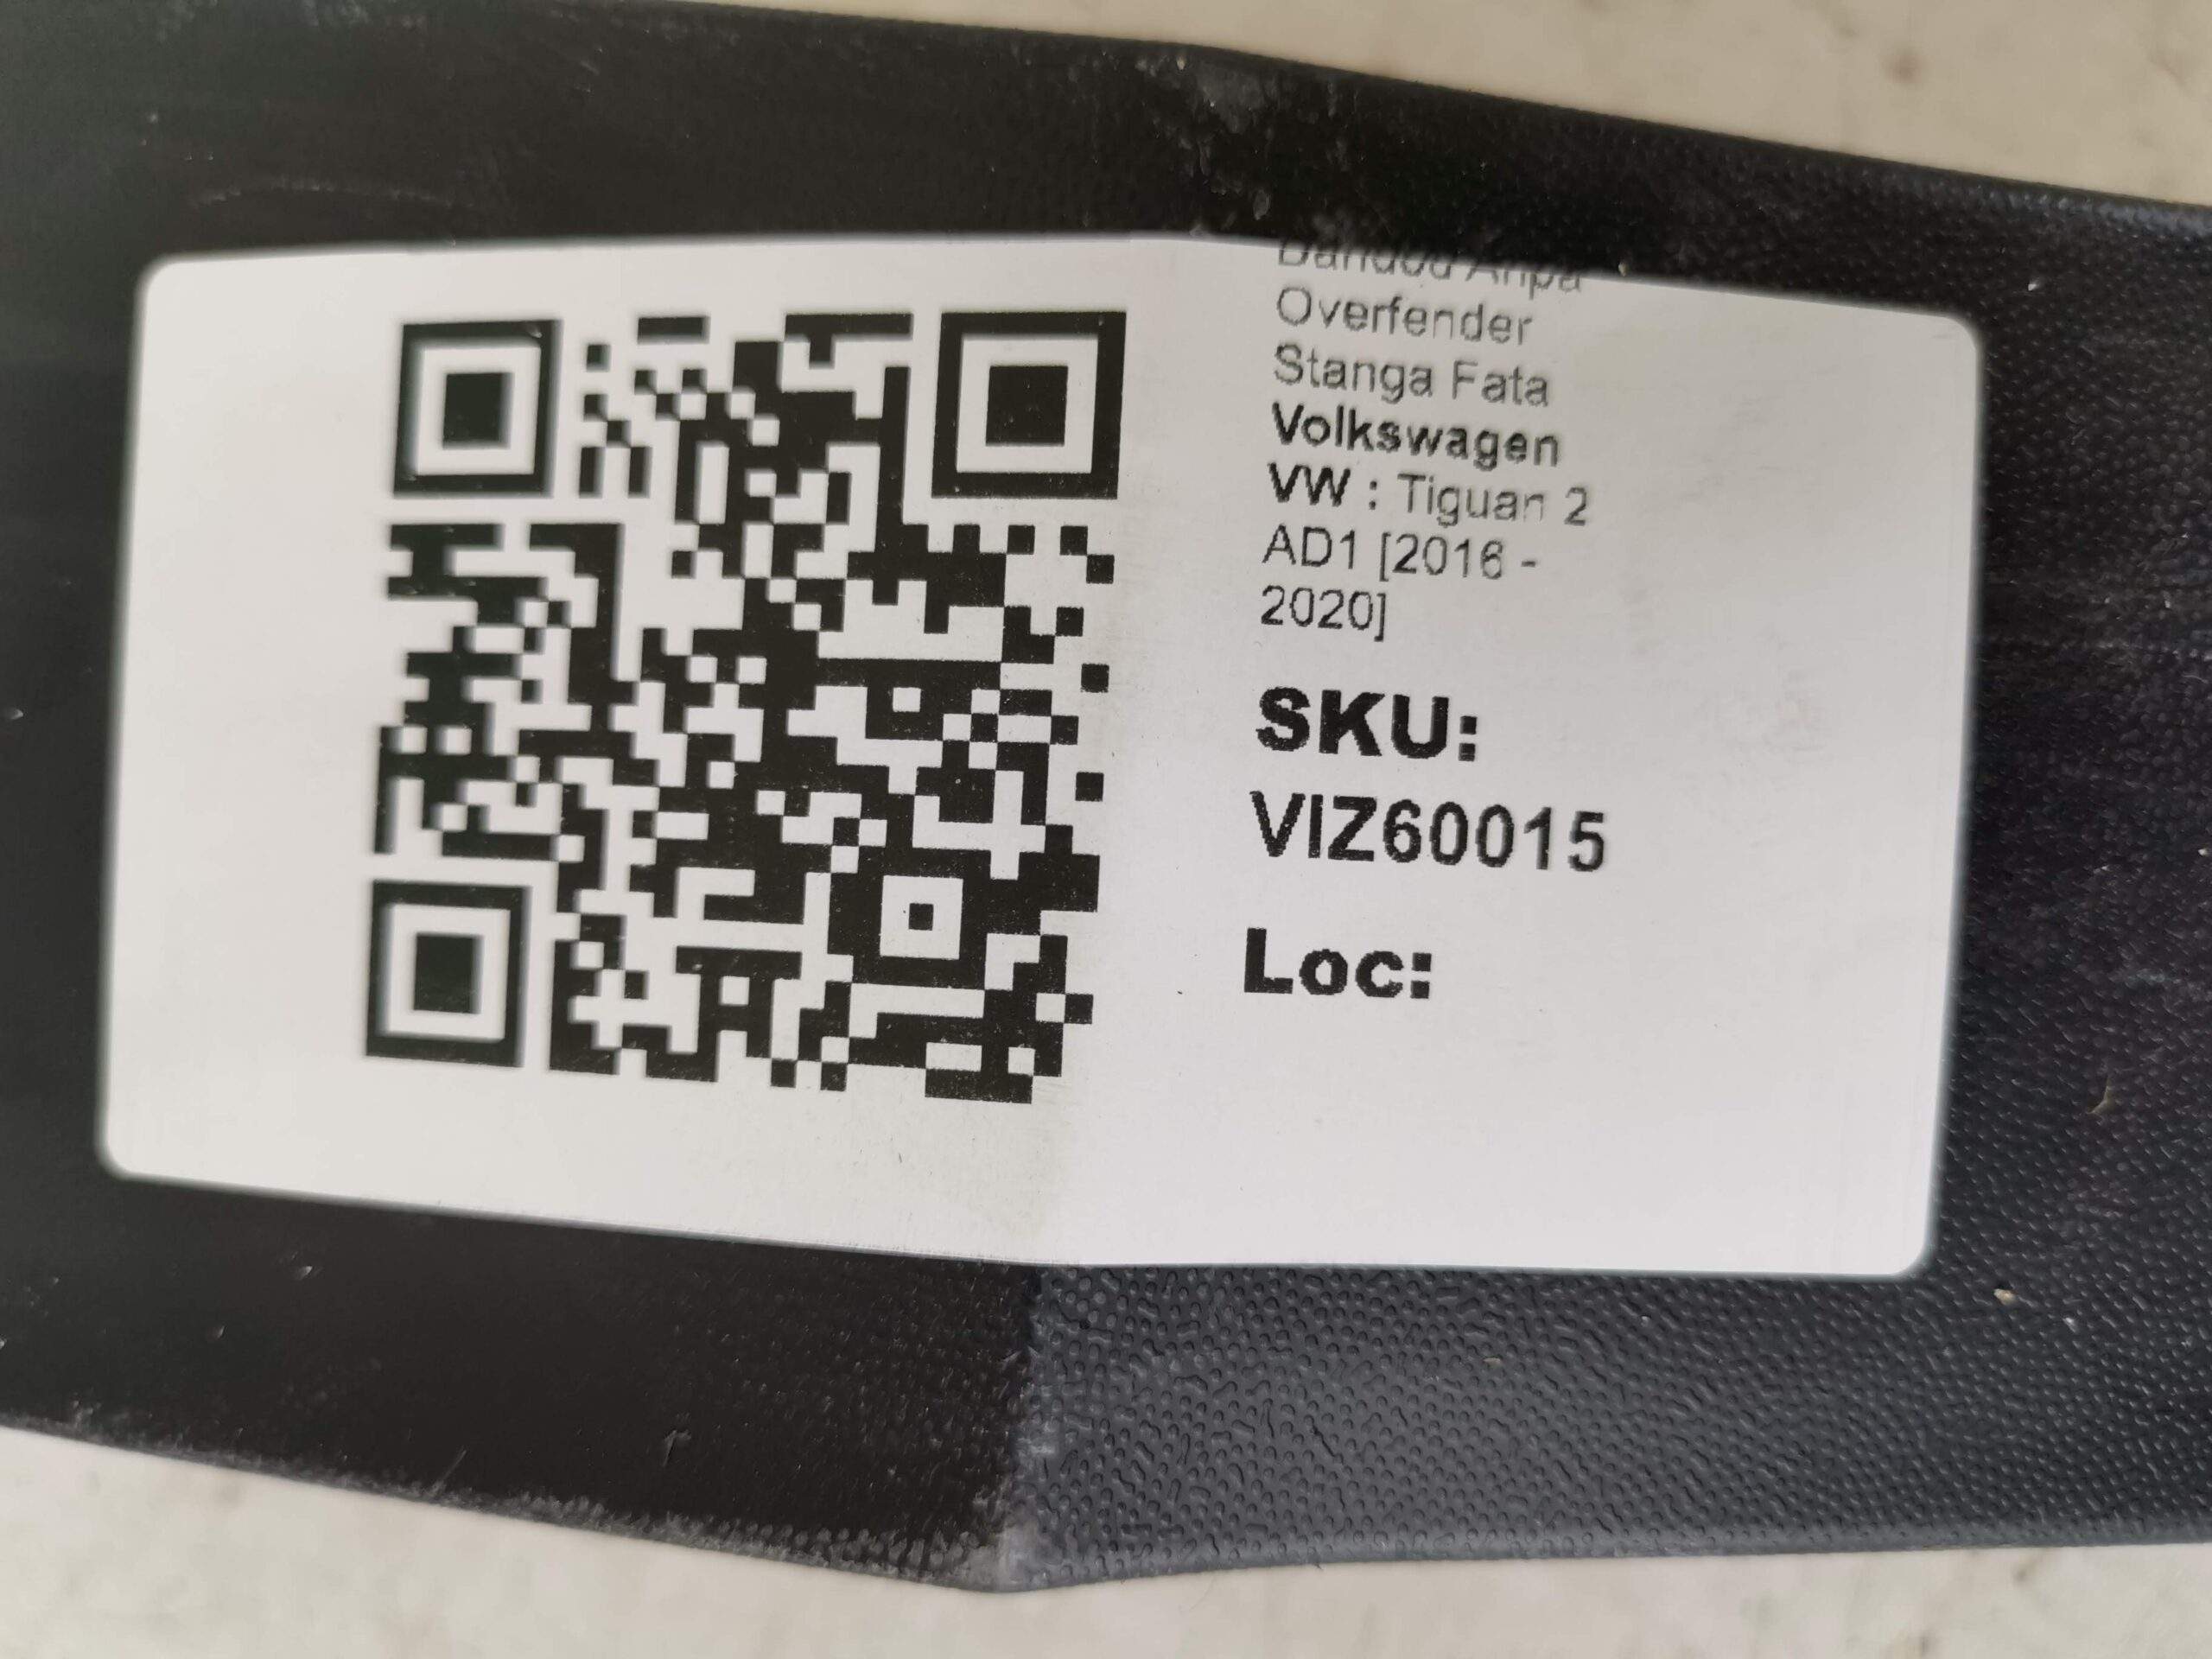 Overfender
Stanga Fata
Volkswagen
VW : Tiguan 2
AD1 [2016 -
2020]
SKU:
VIZ60015
Loc: